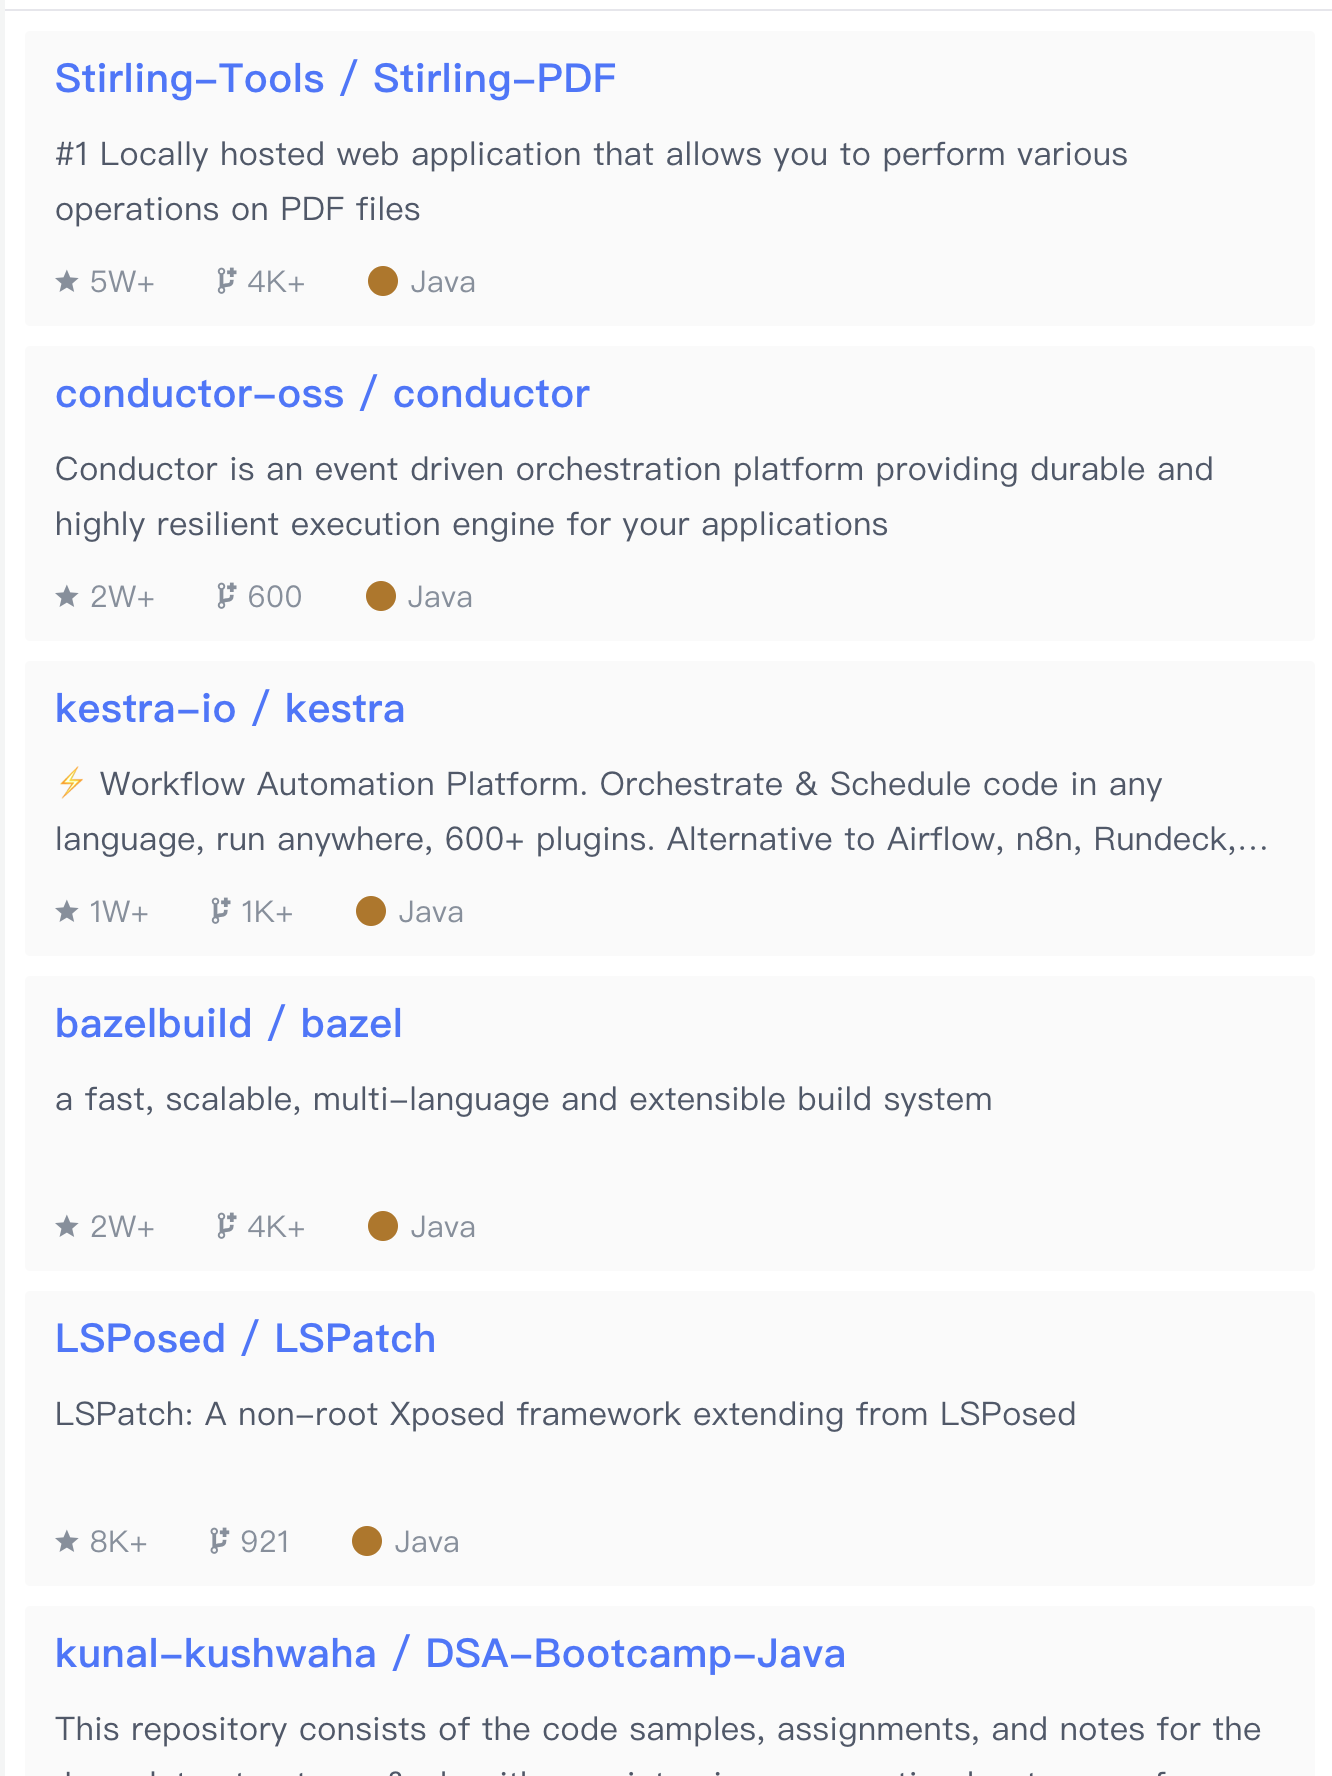 Stirling-Tools / Stirling-PDF
#1 Locally hosted web application that allows you to perform various
operations on PDF files
5W+ 4K+ Java
conductor-oss / conductor
Conductor is an event driven orchestration platform providing durable and
highly resilient execution engine for your applications
2W+ 600 Java
kestra-io / kestra
⚡ Workflow Automation Platform. Orchestrate & Schedule code in any
language, run anywhere, 600+ plugins. Alternative to Airflow, n8n, Rundeck,...
1W+ 1K+ Java
bazelbuild / bazel
a fast, scalable, multi-language and extensible build system
2W+ 4K+ Java
LSPosed / LSPatch
LSPatch: A non-root Xposed framework extending from LSPosed
8K+ 921 Java
kunal-kushwaha / DSA-Bootcamp-Java
This repository consists of the code samples, assignments, and notes for the